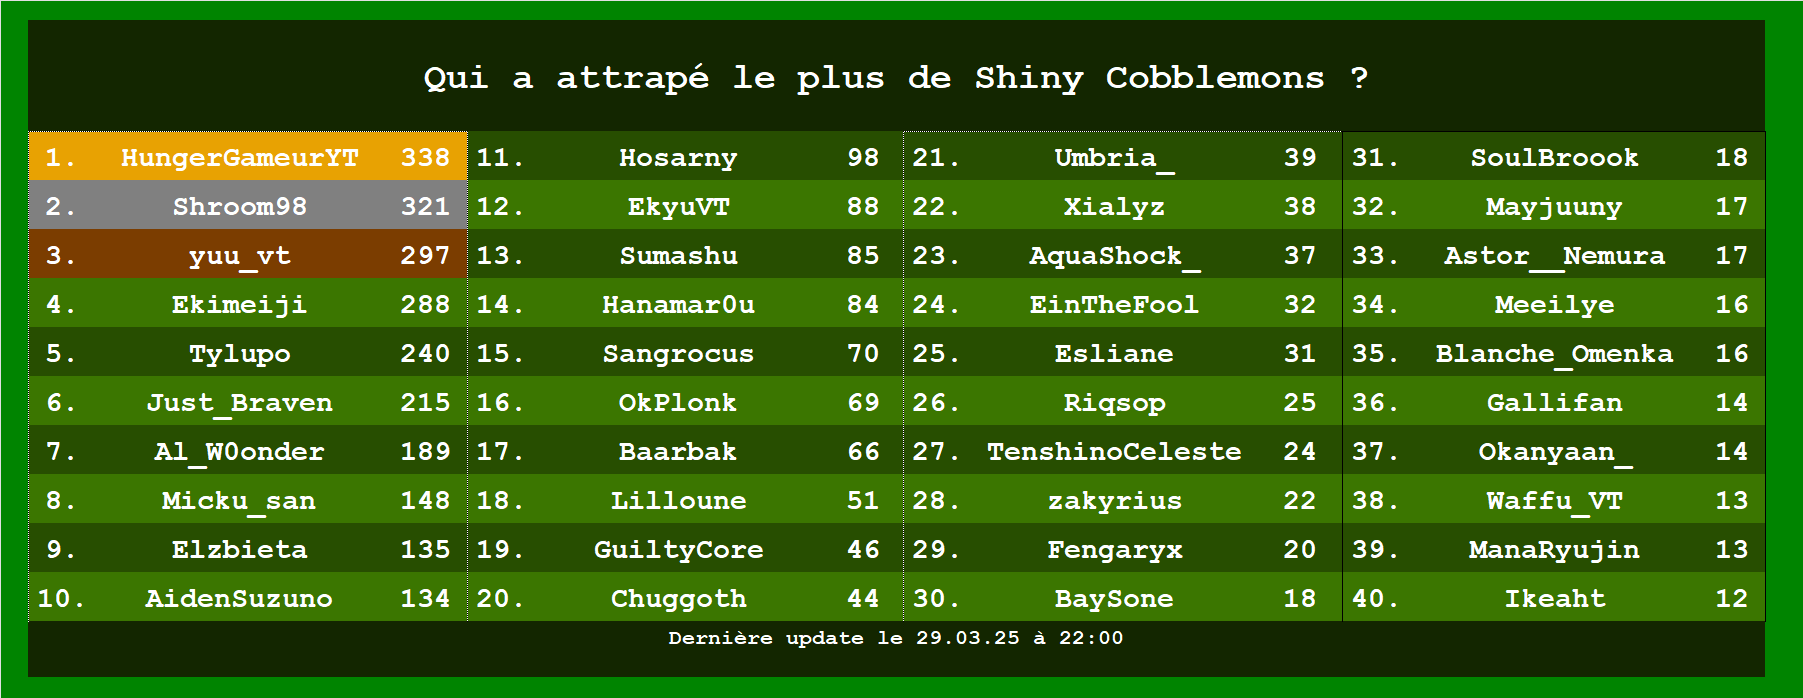 Qui a attrapé le plus de Shiny Cobblemons ?
1. HungerGameurYT 338 11. Hosarny 98 21. Umbria_ 39 31. SoulBroook 18
2. Shroom98 321 12. EkyuVT 88 22. Xialyz 38 32. Mayjuuny 17
3. yuu_vt 297 13. Sumashu 85 23. AquaShock_ 37 33. Astor__Nemura 17
4. Ekimeiji 288 14. Hanamar0u 84 24. EinTheFool 32 34. Meeilye 16
5. Tylupo 240 15. Sangrocus 70 25. Esliane 31 35. Blanche_Omenka 16
6. Just_Braven 215 16. OkPlonk 69 26. Riqsop 25 36. Gallifan 14
7. Al_W0onder 189 17. Baarbak 66 27. TenshinoCeleste 24 37. Okanyaan_ 14
8. Micku_san 148 18. Lilloune 51 28. zakyrius 22 38. Waffu_VT 13
9. Elzbieta 135 19. GuiltyCore 46 29. Fengaryx 20 39. ManaRyujin 13
10. AidenSuzuno 134 20. Chuggoth 44 30. BaySone 18 40. Ikeaht 12
Dernière update le 29.03.25 à 22:00